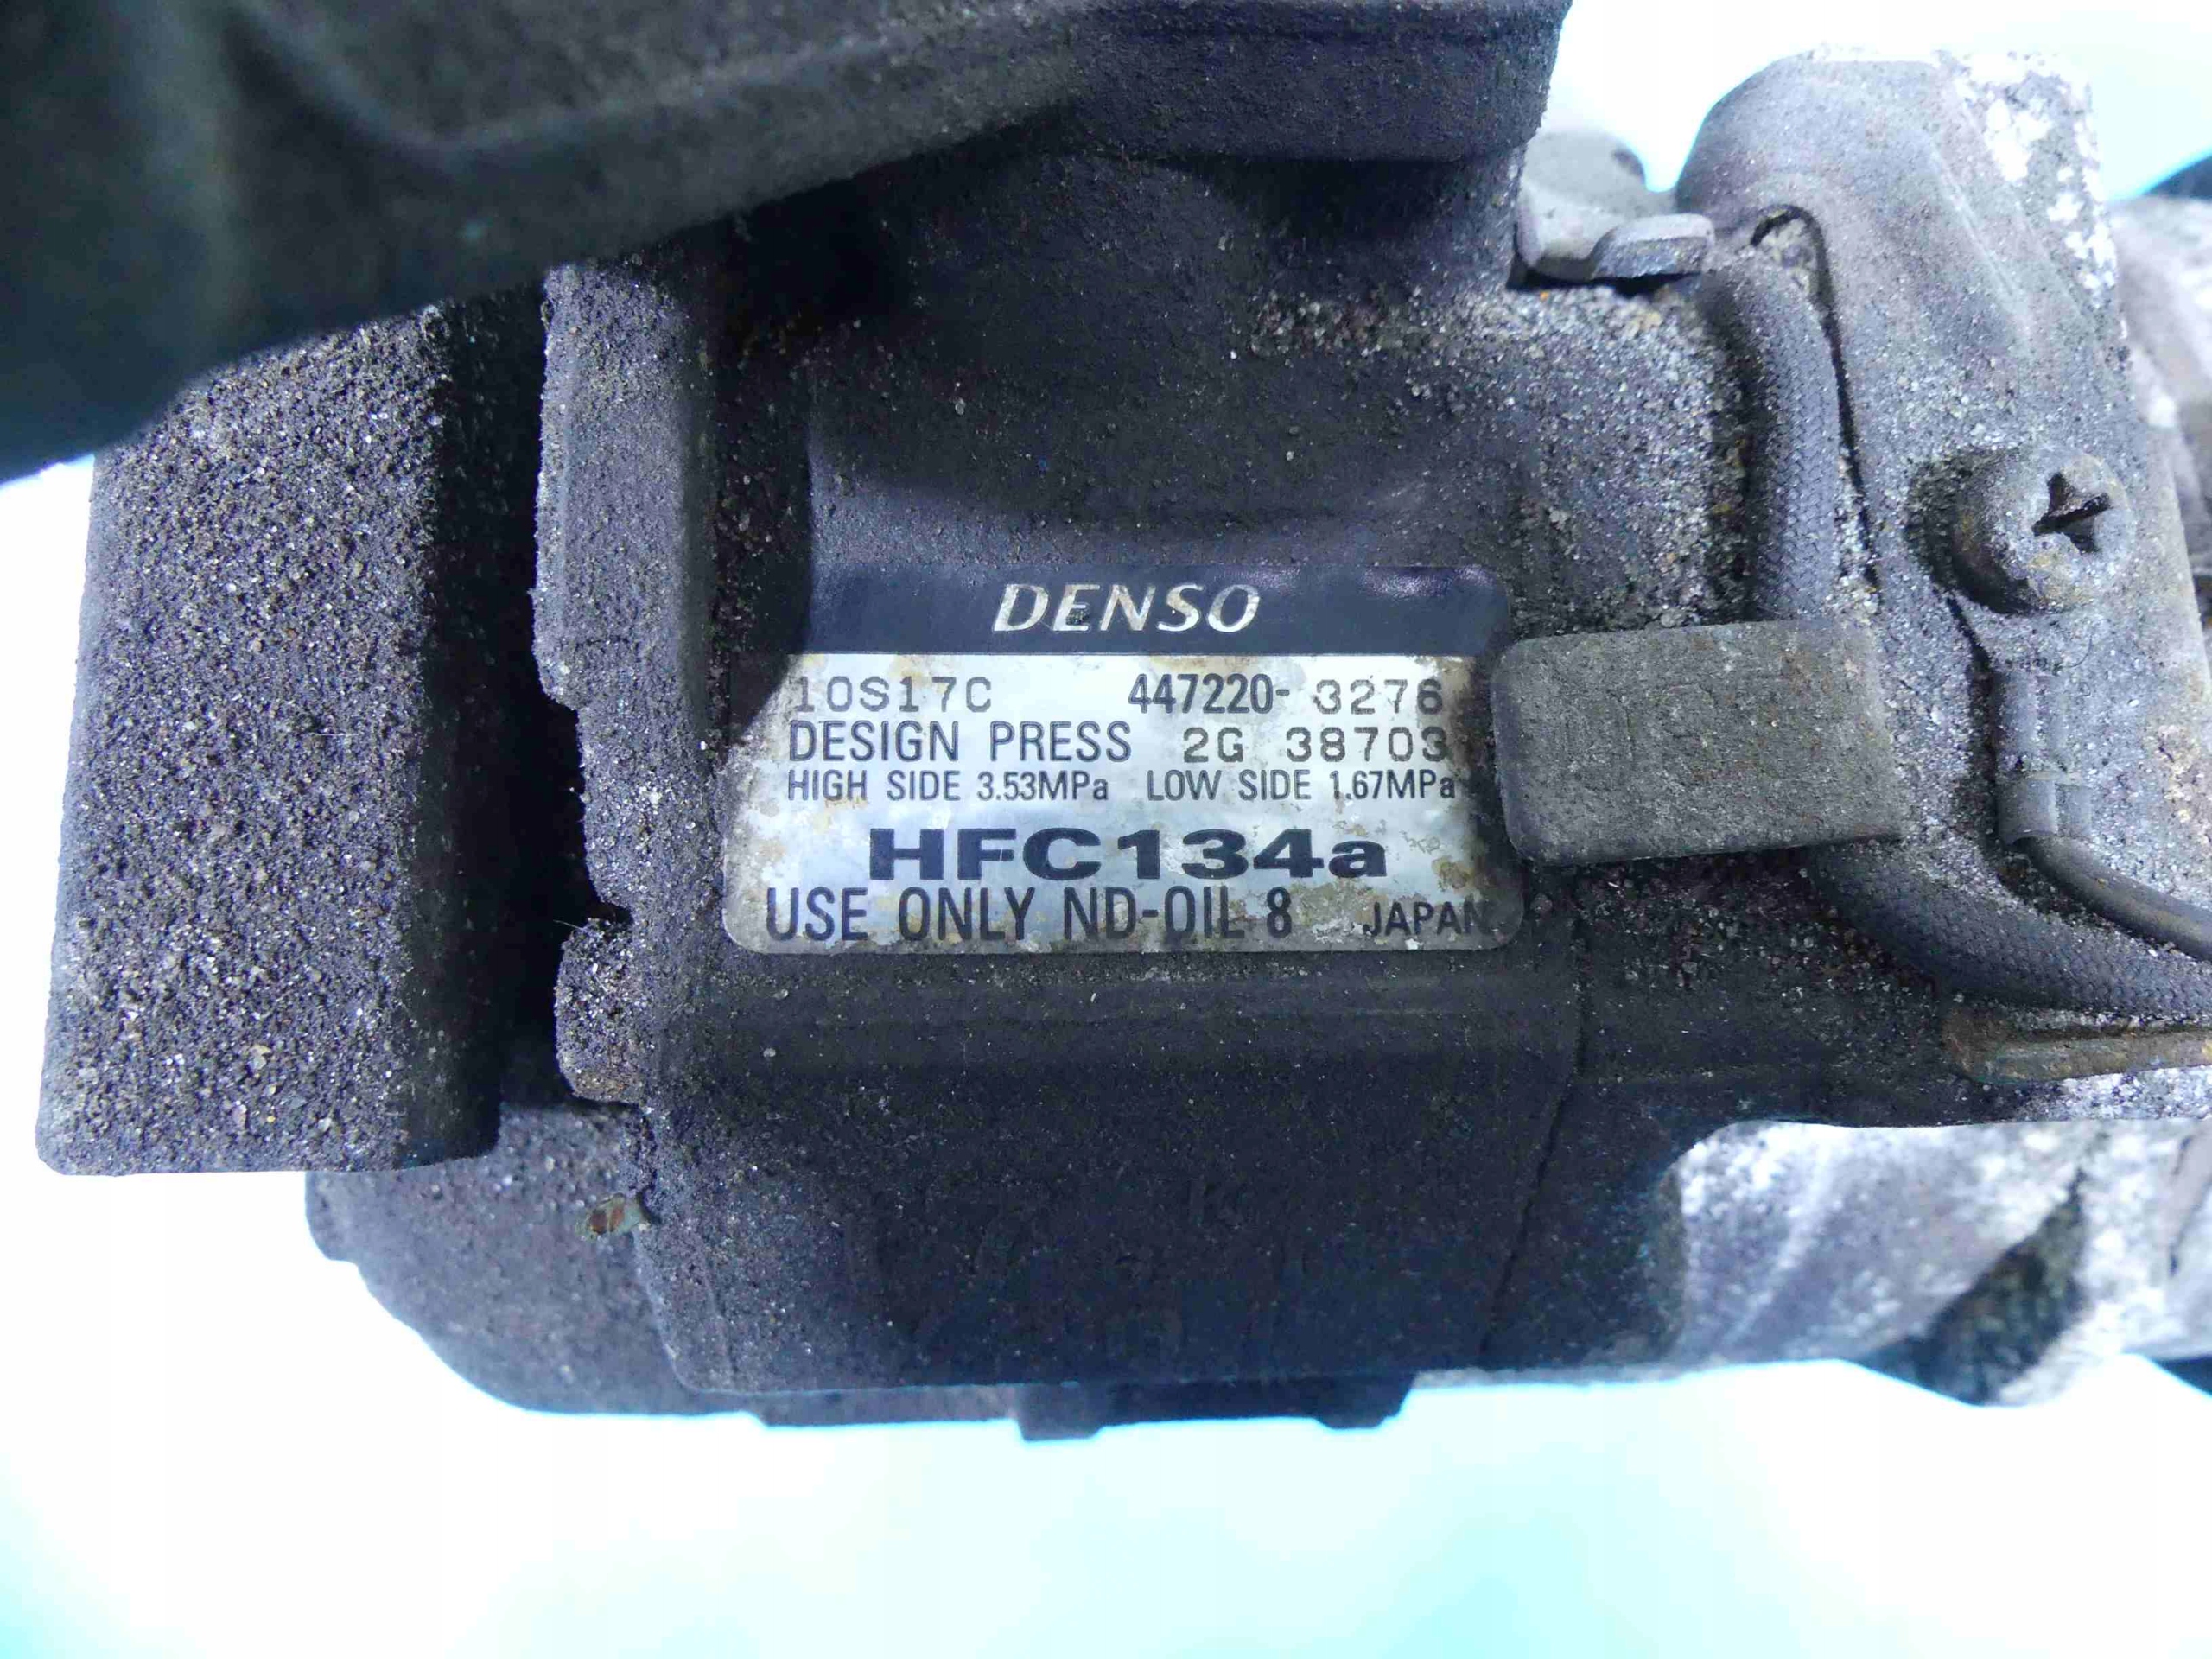 DENSO
10S17C 447220-3276
DESIGN PRESS 2G 38703
HIGH SIDE 3.53MPa LOW SIDE 1.67MPa
HFC134a
USE ONLY ND-OIL 8 JAPAN